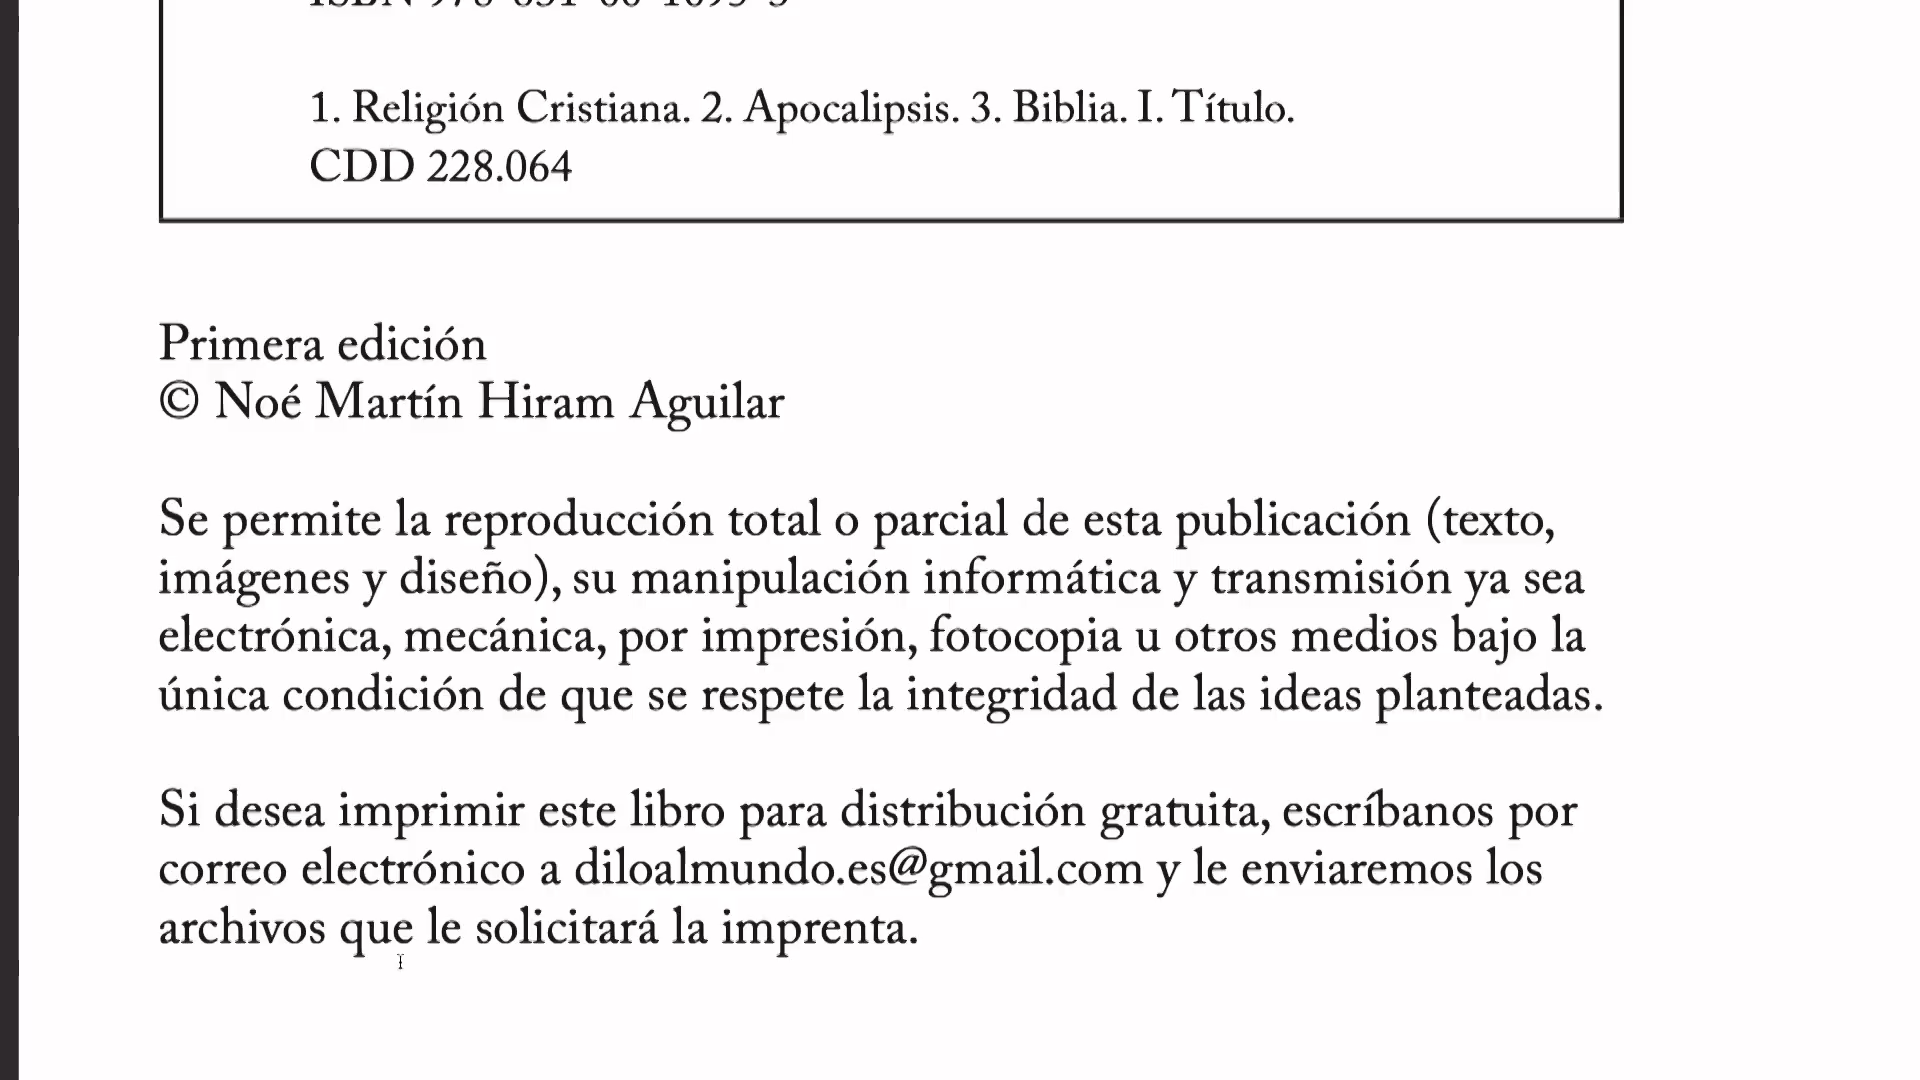 1. Religión Cristiana. 2. Apocalipsis. 3. Biblia. I. Título.
CDD 228.064
Primera edición
© Noé Martín Hiram Aguilar
Se permite la reproducción total o parcial de esta publicación (texto,
imágenes y diseño), su manipulación informática y transmisión ya sea
electrónica, mecánica, por impresión, fotocopia u otros medios bajo la
única condición de que se respete la integridad de las ideas planteadas.
Si desea imprimir este libro para distribución gratuita, escríbanos por
correo electrónico a diloalmundo.es@gmail.com y le enviaremos los
archivos que le solicitará la imprenta.